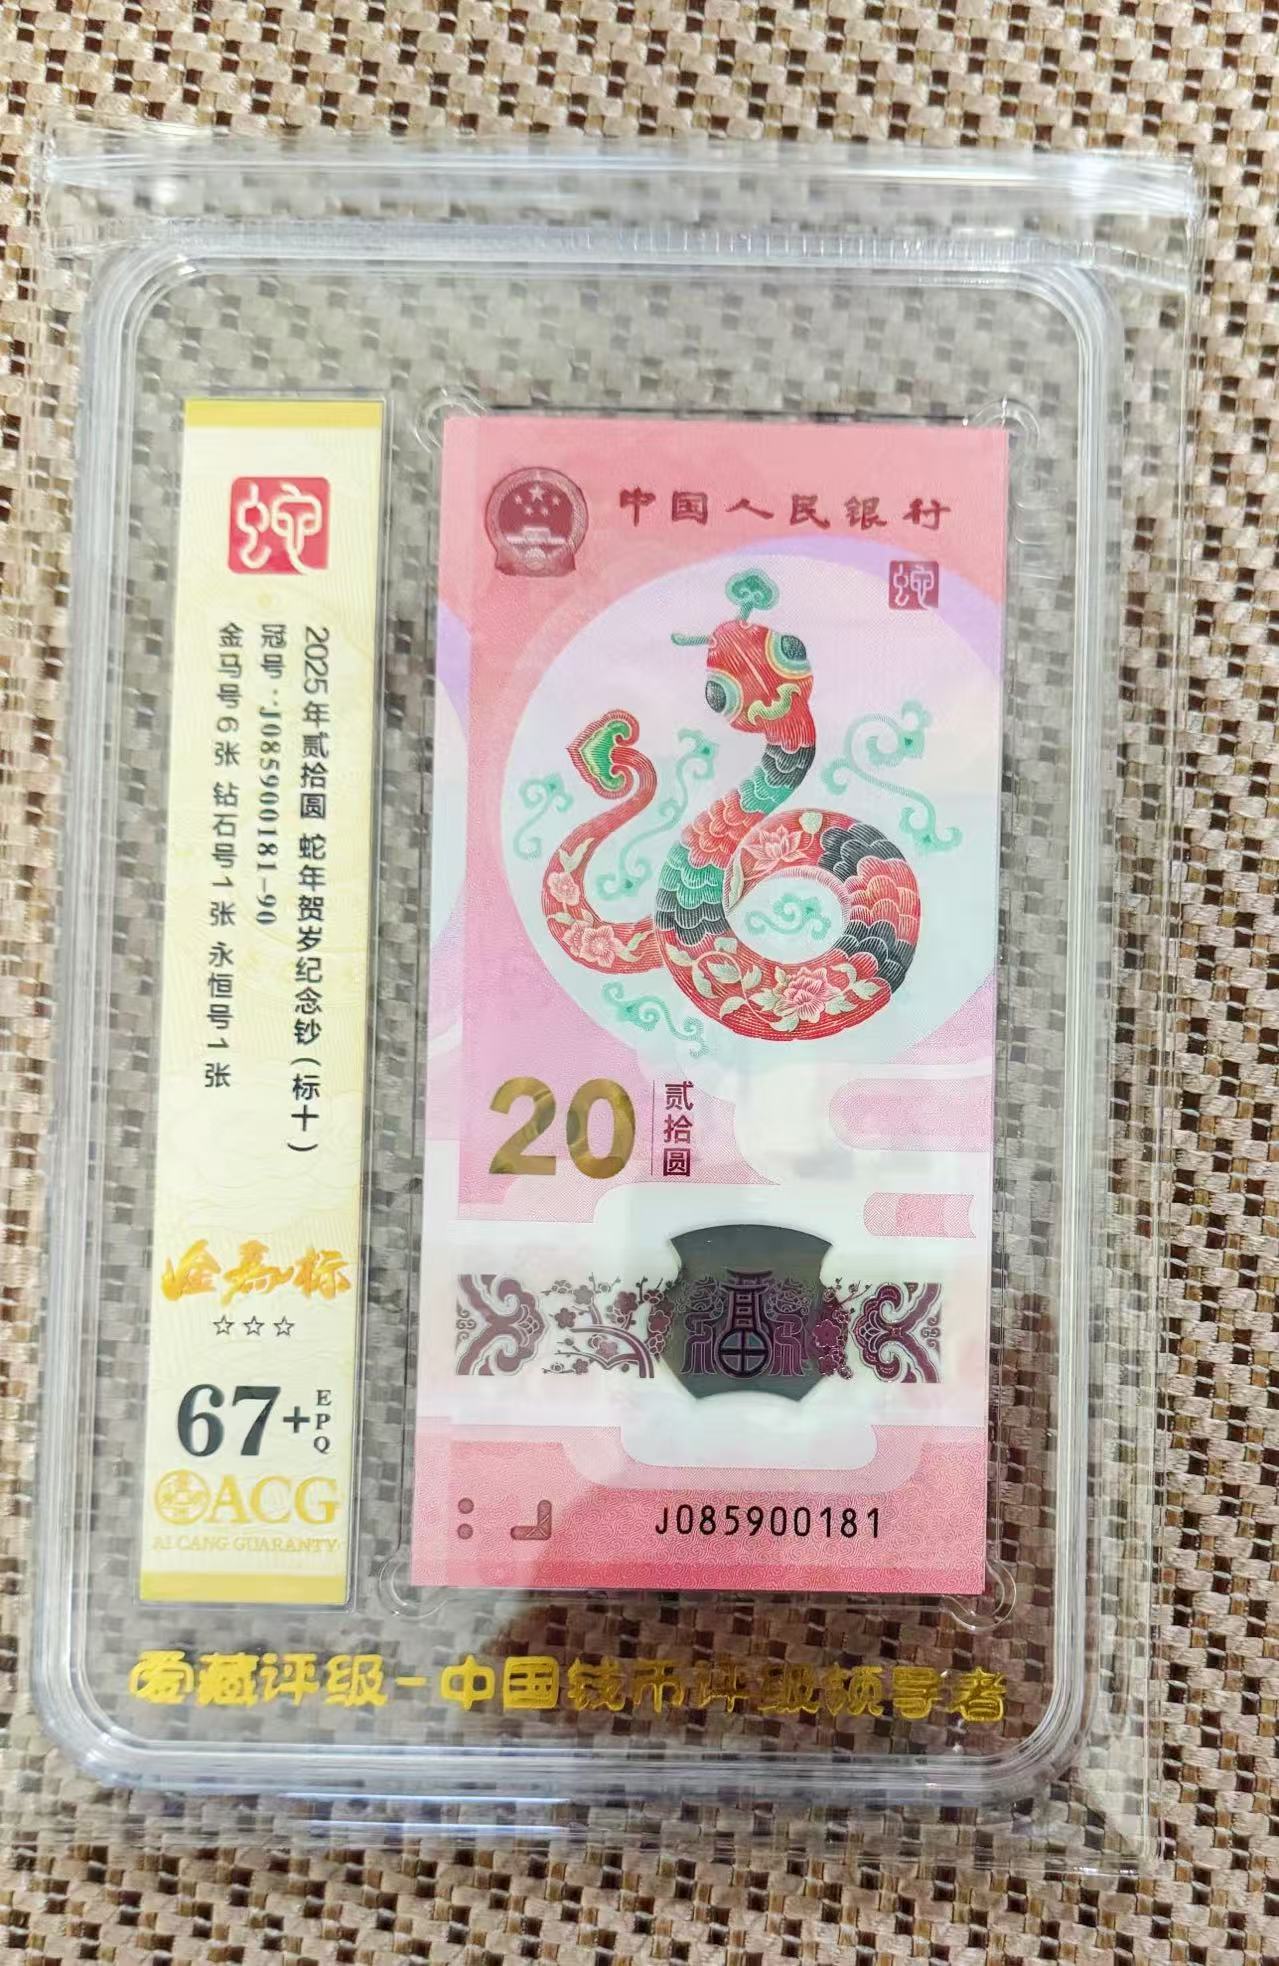 蛇
2025年贰拾圆 蛇年贺岁纪念钞(标十)
冠号:J085900181-90
金马号6张 钻石号1张 永恒号1张
金马标
☆☆☆
67+
EPQ
ACG
AI CANG GUARANTY
中国人民银行
蛇
20
贰拾圆
J085900181
爱藏评级-中国钱币评级领导者